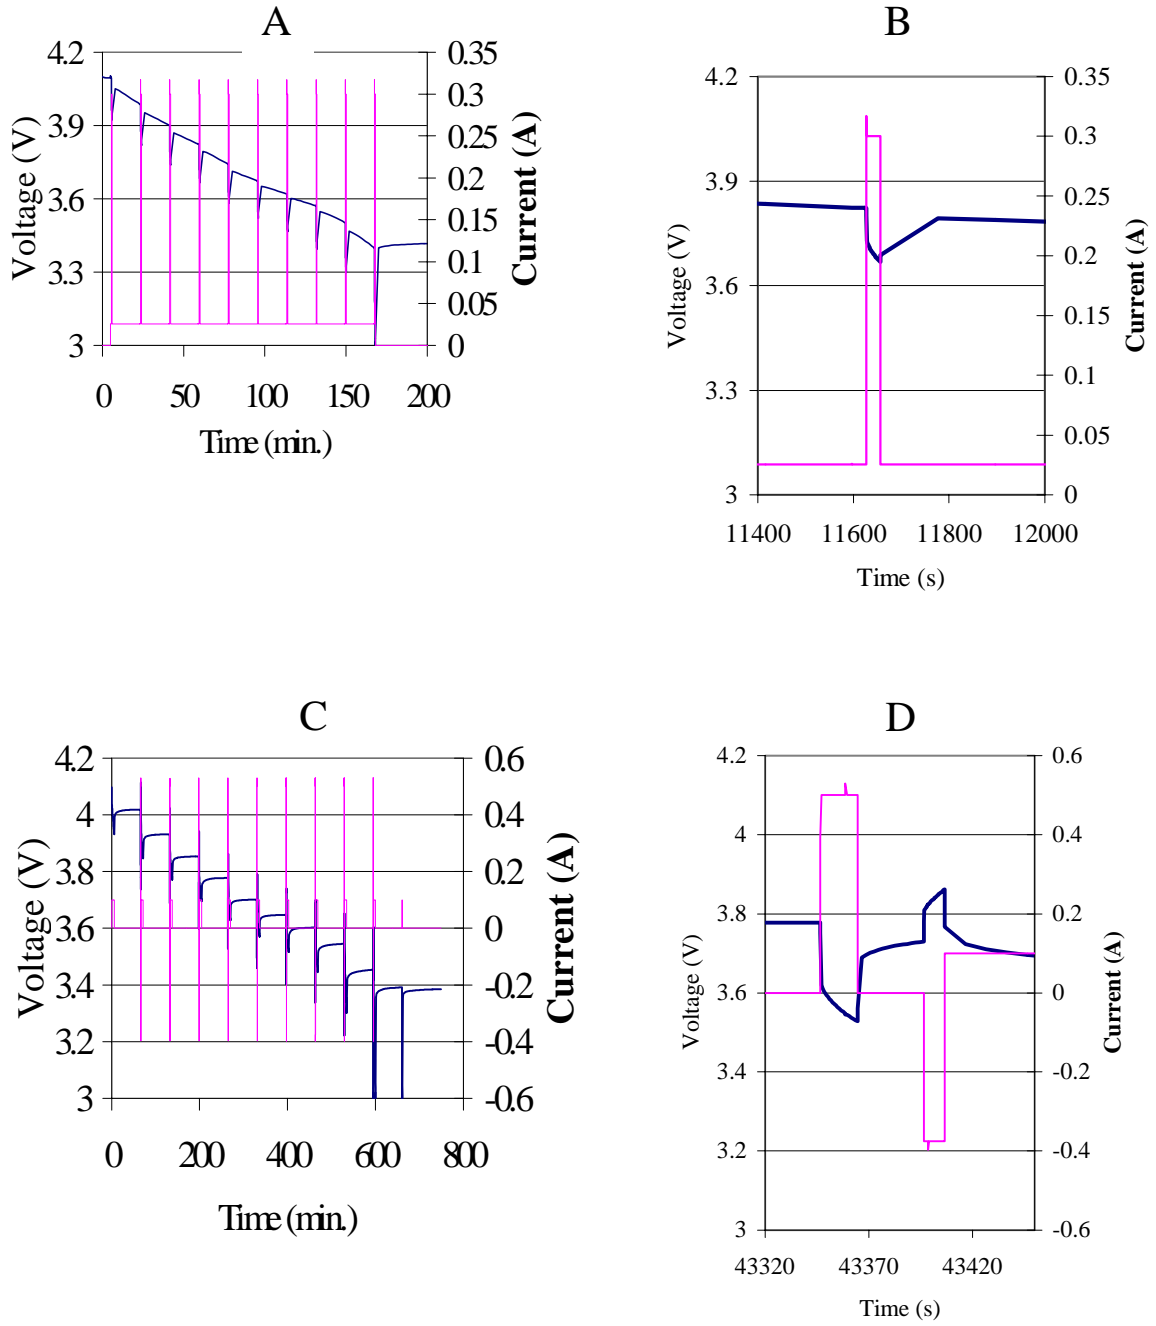 A
4.2
3.9
3.6
3.3
3
Voltage (V)
0.35
0.3
0.25
0.2
0.15
0.1
0.05
0
Current (A)
0 50 100 150 200
Time (min.)
B
4.2
3.9
3.6
3.3
3
Voltage (V)
0.35
0.3
0.25
0.2
0.15
0.1
0.05
0
Current (A)
11400 11600 11800 12000
Time (s)
C
4.2
4
3.8
3.6
3.4
3.2
3
Voltage (V)
0.6
0.4
0.2
0
-0.2
-0.4
-0.6
Current (A)
0 200 400 600 800
Time (min.)
D
4.2
4
3.8
3.6
3.4
3.2
3
Voltage (V)
0.6
0.4
0.2
0
-0.2
-0.4
-0.6
Current (A)
43320 43370 43420
Time (s)